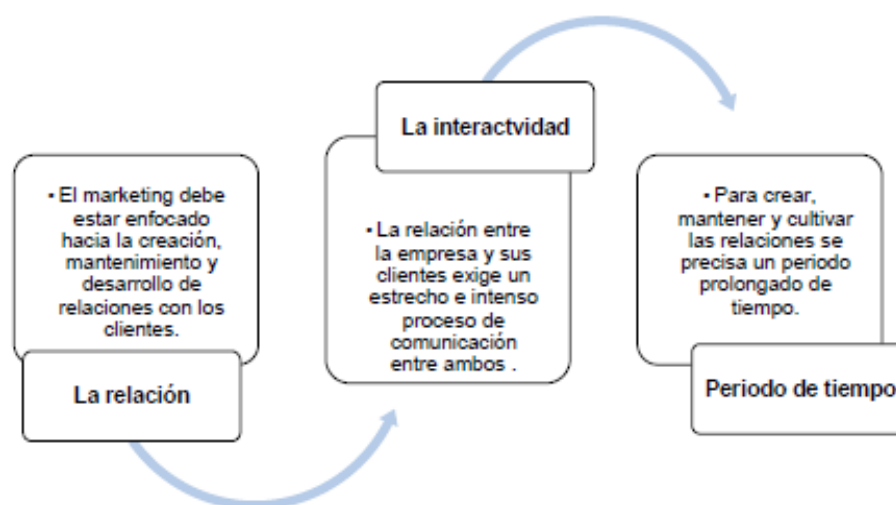 • El marketing debe
estar enfocado
hacia la creación,
mantenimiento y
desarrollo de
relaciones con los
clientes.
La relación
La interactvidad
• La relación entre
la empresa y sus
clientes exige un
estrecho e intenso
proceso de
comunicación
entre ambos .
• Para crear,
mantener y cultivar
las relaciones se
precisa un periodo
prolongado de
tiempo.
Periodo de tiempo